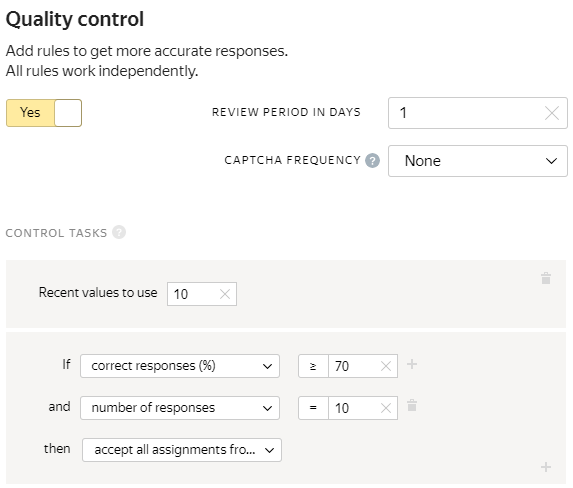 Quality control
Add rules to get more accurate responses.
All rules work independently.
Yes
REVIEW PERIOD IN DAYS
1
CAPTCHA FREQUENCY ?
None
CONTROL TASKS ?
Recent values to use 10
If correct responses (%) ≥ 70
and number of responses = 10
then accept all assignments fro...